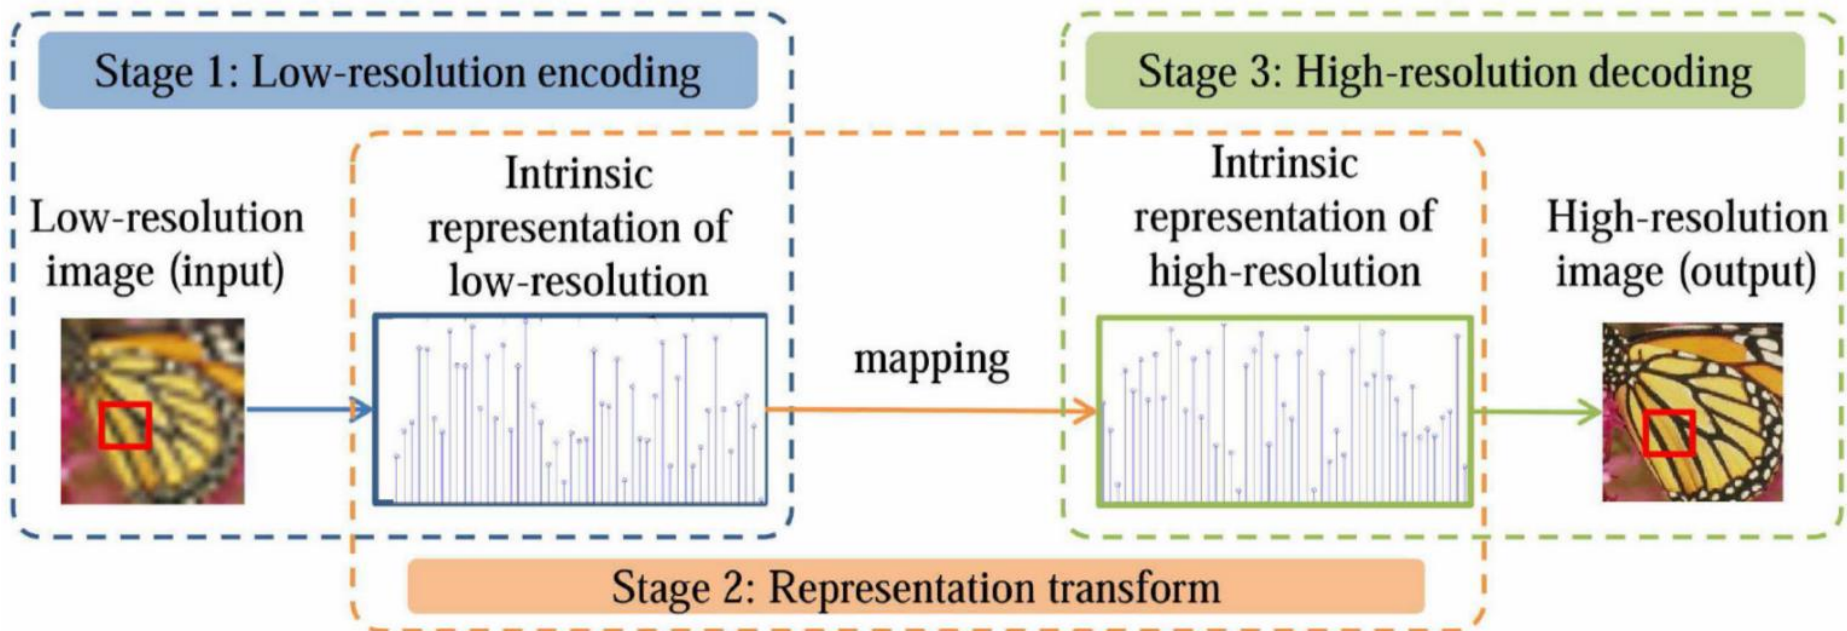 Stage 1: Low-resolution encoding
Stage 3: High-resolution decoding
Low-resolution
image (input)
Intrinsic
representation of
low-resolution
mapping
Intrinsic
representation of
high-resolution
High-resolution
image (output)
Stage 2: Representation transform